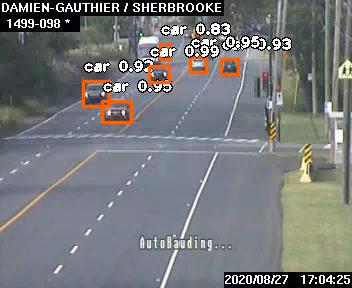 DAMIEN-GAUTHIER / SHERBROOKE
1499-098 *
car 0.83
car 0.95
0.93
car 0.99
car 0.92
car 0.95
AutoBauding...
2020/08/27 17:04:25